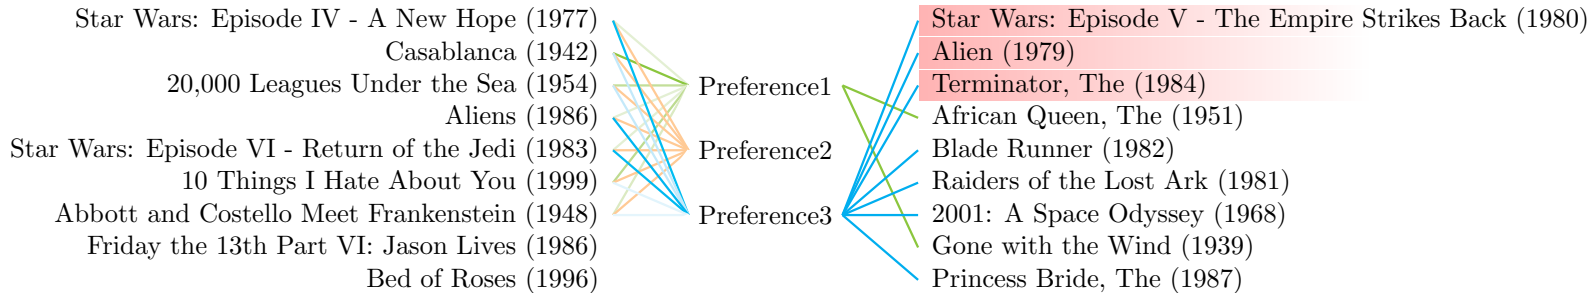 Star Wars: Episode IV - A New Hope (1977)
Casablanca (1942)
20,000 Leagues Under the Sea (1954)
Aliens (1986)
Star Wars: Episode VI - Return of the Jedi (1983)
10 Things I Hate About You (1999)
Abbott and Costello Meet Frankenstein (1948)
Friday the 13th Part VI: Jason Lives (1986)
Bed of Roses (1996)
Preference1
Preference2
Preference3
Star Wars: Episode V - The Empire Strikes Back (1980)
Alien (1979)
Terminator, The (1984)
African Queen, The (1951)
Blade Runner (1982)
Raiders of the Lost Ark (1981)
2001: A Space Odyssey (1968)
Gone with the Wind (1939)
Princess Bride, The (1987)